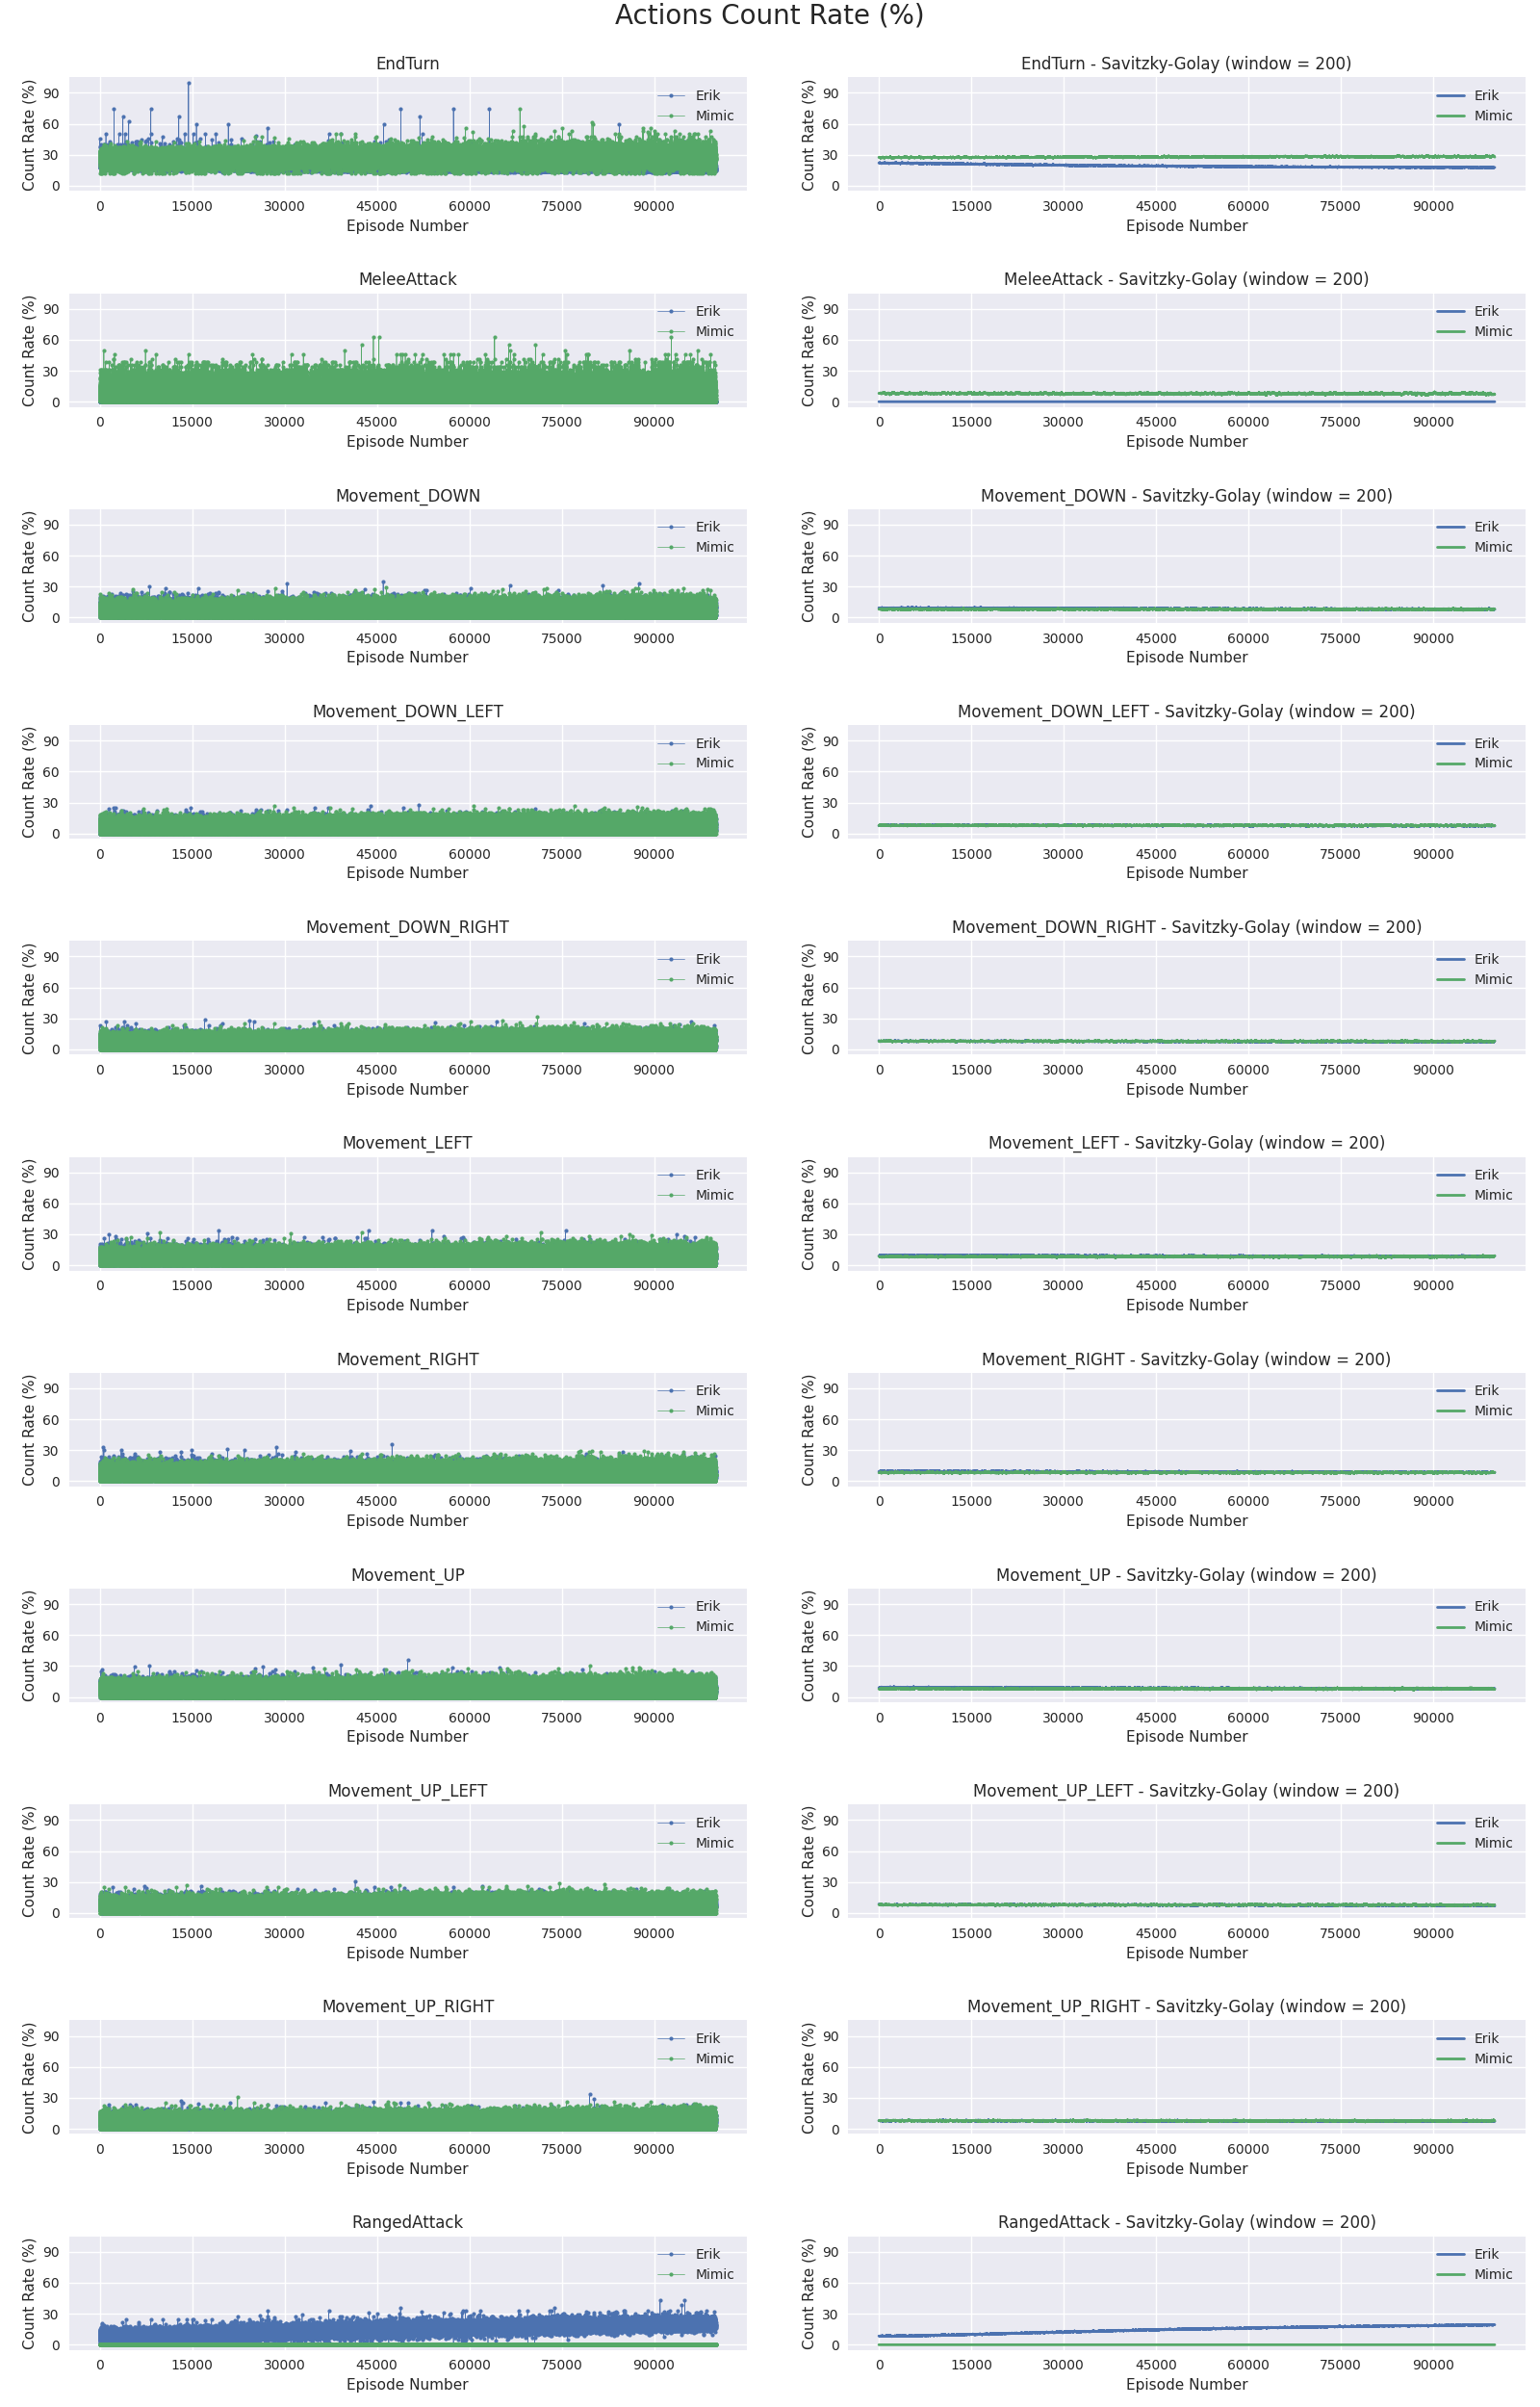 Actions Count Rate (%)
EndTurn
Count Rate (%)
90
60
30
0
Erik
Mimic
0 15000 30000 45000 60000 75000 90000
Episode Number
EndTurn - Savitzky-Golay (window = 200)
Count Rate (%)
90
60
30
0
Erik
Mimic
0 15000 30000 45000 60000 75000 90000
Episode Number
MeleeAttack
Count Rate (%)
90
60
30
0
Erik
Mimic
0 15000 30000 45000 60000 75000 90000
Episode Number
MeleeAttack - Savitzky-Golay (window = 200)
Count Rate (%)
90
60
30
0
Erik
Mimic
0 15000 30000 45000 60000 75000 90000
Episode Number
Movement_DOWN
Count Rate (%)
90
60
30
0
Erik
Mimic
0 15000 30000 45000 60000 75000 90000
Episode Number
Movement_DOWN - Savitzky-Golay (window = 200)
Count Rate (%)
90
60
30
0
Erik
Mimic
0 15000 30000 45000 60000 75000 90000
Episode Number
Movement_DOWN_LEFT
Count Rate (%)
90
60
30
0
Erik
Mimic
0 15000 30000 45000 60000 75000 90000
Episode Number
Movement_DOWN_LEFT - Savitzky-Golay (window = 200)
Count Rate (%)
90
60
30
0
Erik
Mimic
0 15000 30000 45000 60000 75000 90000
Episode Number
Movement_DOWN_RIGHT
Count Rate (%)
90
60
30
0
Erik
Mimic
0 15000 30000 45000 60000 75000 90000
Episode Number
Movement_DOWN_RIGHT - Savitzky-Golay (window = 200)
Count Rate (%)
90
60
30
0
Erik
Mimic
0 15000 30000 45000 60000 75000 90000
Episode Number
Movement_LEFT
Count Rate (%)
90
60
30
0
Erik
Mimic
0 15000 30000 45000 60000 75000 90000
Episode Number
Movement_LEFT - Savitzky-Golay (window = 200)
Count Rate (%)
90
60
30
0
Erik
Mimic
0 15000 30000 45000 60000 75000 90000
Episode Number
Movement_RIGHT
Count Rate (%)
90
60
30
0
Erik
Mimic
0 15000 30000 45000 60000 75000 90000
Episode Number
Movement_RIGHT - Savitzky-Golay (window = 200)
Count Rate (%)
90
60
30
0
Erik
Mimic
0 15000 30000 45000 60000 75000 90000
Episode Number
Movement_UP
Count Rate (%)
90
60
30
0
Erik
Mimic
0 15000 30000 45000 60000 75000 90000
Episode Number
Movement_UP - Savitzky-Golay (window = 200)
Count Rate (%)
90
60
30
0
Erik
Mimic
0 15000 30000 45000 60000 75000 90000
Episode Number
Movement_UP_LEFT
Count Rate (%)
90
60
30
0
Erik
Mimic
0 15000 30000 45000 60000 75000 90000
Episode Number
Movement_UP_LEFT - Savitzky-Golay (window = 200)
Count Rate (%)
90
60
30
0
Erik
Mimic
0 15000 30000 45000 60000 75000 90000
Episode Number
Movement_UP_RIGHT
Count Rate (%)
90
60
30
0
Erik
Mimic
0 15000 30000 45000 60000 75000 90000
Episode Number
Movement_UP_RIGHT - Savitzky-Golay (window = 200)
Count Rate (%)
90
60
30
0
Erik
Mimic
0 15000 30000 45000 60000 75000 90000
Episode Number
RangedAttack
Count Rate (%)
90
60
30
0
Erik
Mimic
0 15000 30000 45000 60000 75000 90000
Episode Number
RangedAttack - Savitzky-Golay (window = 200)
Count Rate (%)
90
60
30
0
Erik
Mimic
0 15000 30000 45000 60000 75000 90000
Episode Number